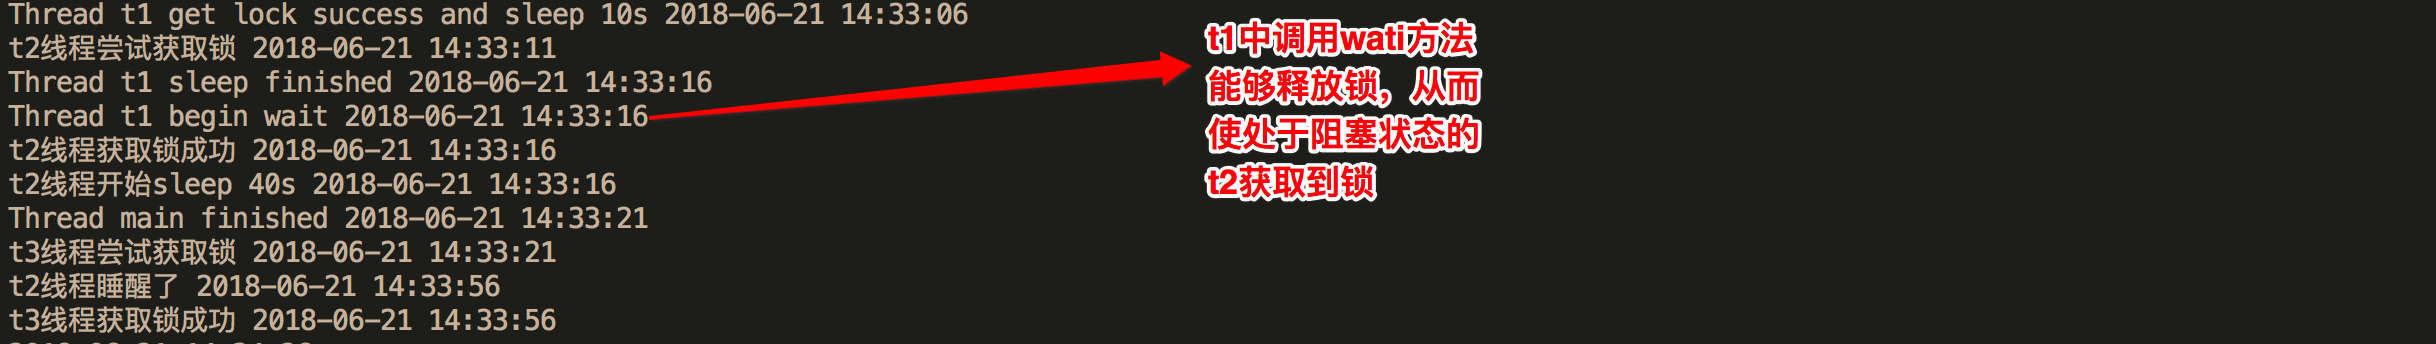 Thread t1 get lock success and sleep 10s 2018-06-21 14:33:06
t2线程尝试获取锁 2018-06-21 14:33:11
Thread t1 sleep finished 2018-06-21 14:33:16
Thread t1 begin wait 2018-06-21 14:33:16
t2线程获取锁成功 2018-06-21 14:33:16
t2线程开始sleep 40s 2018-06-21 14:33:16
Thread main finished 2018-06-21 14:33:21
t3线程尝试获取锁 2018-06-21 14:33:21
t2线程睡醒了 2018-06-21 14:33:56
t3线程获取锁成功 2018-06-21 14:33:56
t1中调用wati方法
能够释放锁，从而
使处于阻塞状态的
t2获取到锁